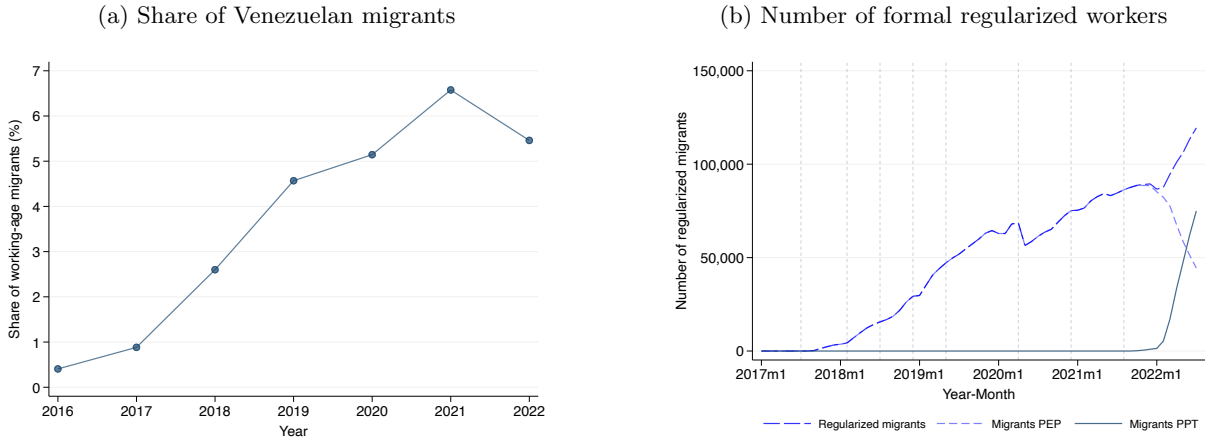 (a) Share of Venezuelan migrants
Share of working-age migrants (%)
7
6
5
4
3
2
1
0
2016 2017 2018 2019 2020 2021 2022
Year
(b) Number of formal regularized workers
Number of regularized migrants
150,000
100,000
50,000
0
2017m1 2018m1 2019m1 2020m1 2021m1 2022m1
Year-Month
Regularized migrants Migrants PEP Migrants PPT